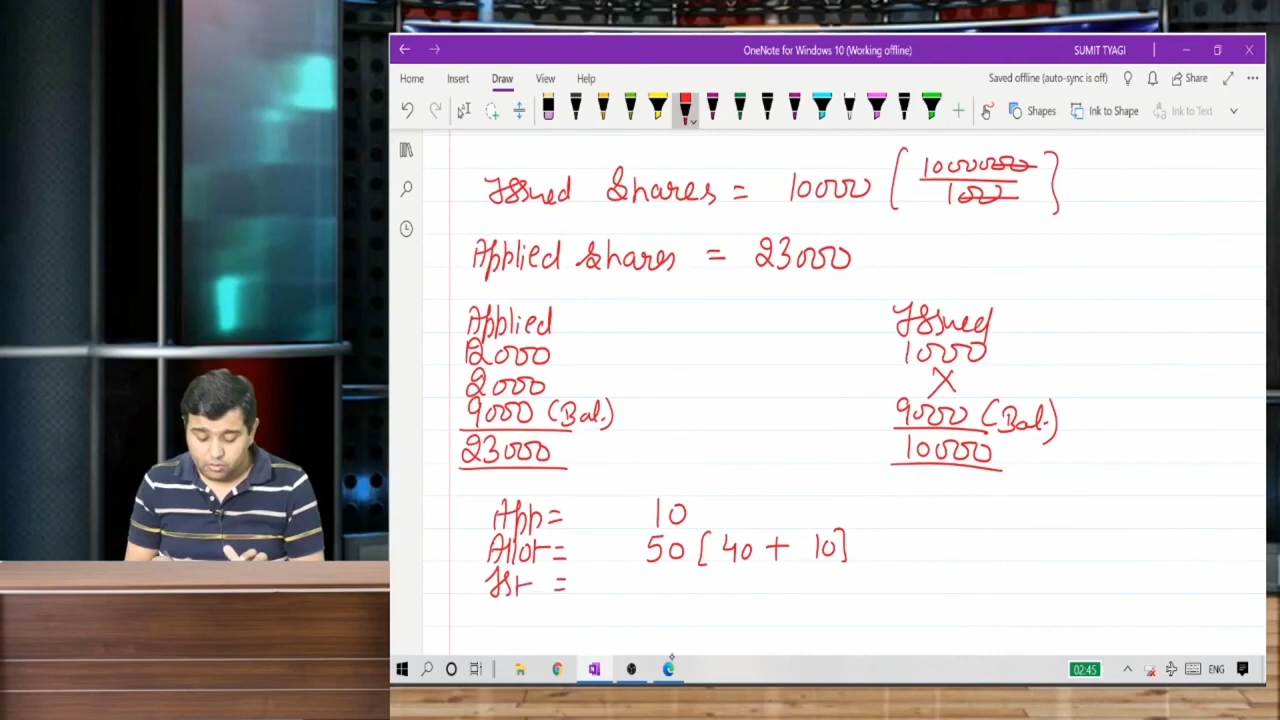 OneNote for Windows 10 (Working offline)
SUMIT TYAGI
Home Insert Draw View Help
Saved offline (auto-sync is off)
Share
Shapes
Ink to Shape
Ink to Text
Issued Shares = 10000 [ 10000000
1000 ]
Applied Shares = 23000
Applied Issued
12000 1000
2000 X
9000 (Bal.) 9000 (Bal.)
23000 10000
App = 10
Allot = 50 [ 40 + 10 ]
Ist =
02:45
ENG